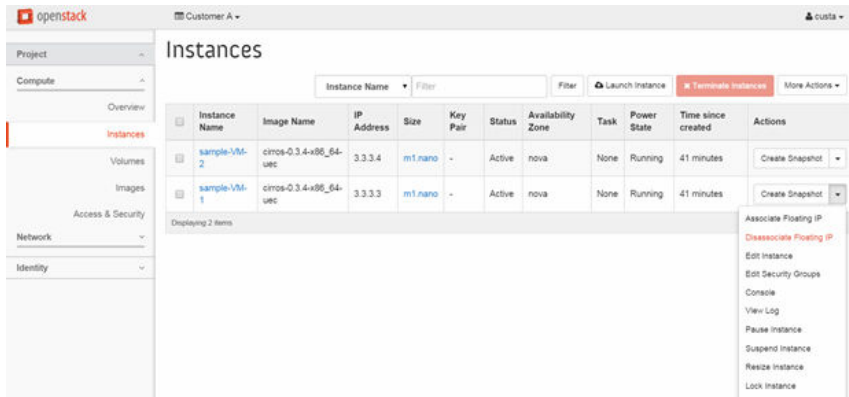 openstack
Customer A
custa
Project
Compute
Overview
Instances
Volumes
Images
Access & Security
Network
Identity
Instances
Instance Name Filter Filter Launch Instance Terminate Instances More Actions
Instance Name Image Name IP Address Size Key Pair Status Availability Zone Task Power State Time since created Actions
sample-VM-2 cirros-0.3.4-x86_64-uec 3.3.3.4 m1.nano - Active nova None Running 41 minutes Create Snapshot
sample-VM-1 cirros-0.3.4-x86_64-uec 3.3.3.3 m1.nano - Active nova None Running 41 minutes Create Snapshot
Displaying 2 items
Associate Floating IP
Disassociate Floating IP
Edit Instance
Edit Security Groups
Console
View Log
Pause Instance
Suspend Instance
Resize Instance
Lock Instance